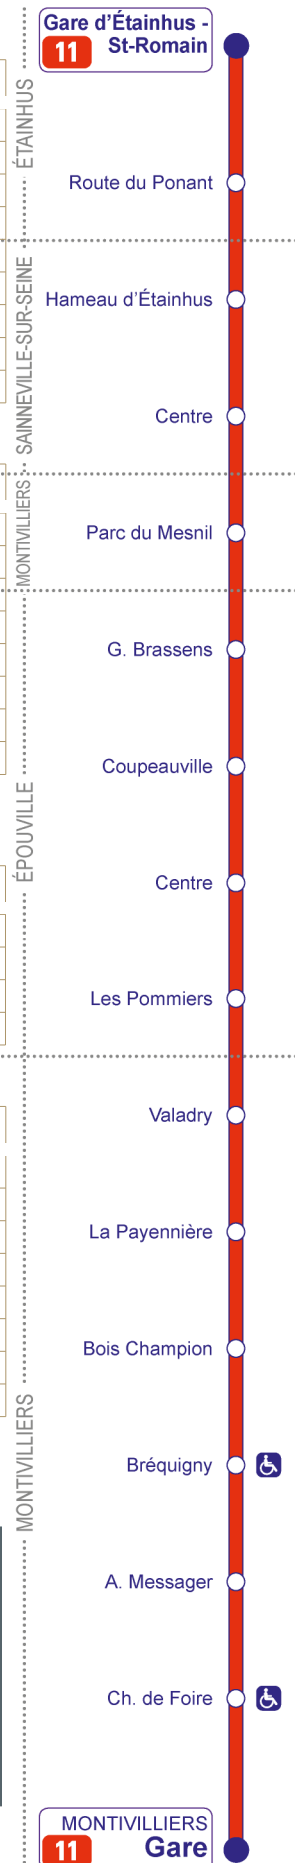 Gare d'Étainhus -
11 St-Romain
ÉTAINHUS
Route du Ponant
SAINNEVILLE-SUR-SEINE
Hameau d'Étainhus
Centre
MONTIVILLIERS
Parc du Mesnil
ÉPOUVILLE
G. Brassens
Coupeauville
Centre
Les Pommiers
MONTIVILLIERS
Valadry
La Payennière
Bois Champion
Bréquigny
A. Messager
Ch. de Foire
MONTIVILLIERS
11 Gare